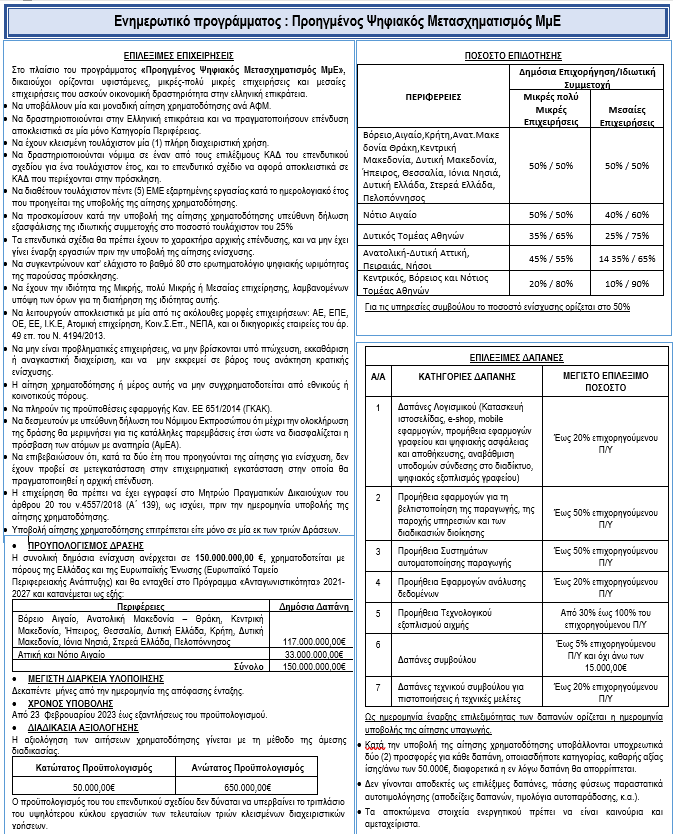 Ενημερωτικό προγράμματος : Προηγμένος Ψηφιακός Μετασχηματισμός ΜμΕ
ΕΠΙΛΕΞΙΜΕΣ ΕΠΙΧΕΙΡΗΣΕΙΣ
Στο πλαίσιο του προγράμματος «Προηγμένος Ψηφιακός Μετασχηματισμός ΜμΕ»,
δικαιούχοι ορίζονται υφιστάμενες, μικρές-πολύ μικρές επιχειρήσεις και μεσαίες
επιχειρήσεις που ασκούν οικονομική δραστηριότητα στην ελληνική επικράτεια.
• Να υποβάλλουν μία και μοναδική αίτηση χρηματοδότησης ανά ΑΦΜ.
• Να δραστηριοποιούνται στην Ελληνική επικράτεια και να πραγματοποιήσουν επένδυση
αποκλειστικά σε μία μόνο Κατηγορία Περιφέρειας.
• Να έχουν κλεισμένη τουλάχιστον μία (1) πλήρη διαχειριστική χρήση.
• Να δραστηριοποιούνται νόμιμα σε έναν από τους επιλέξιμους ΚΑΔ του επενδυτικού
σχεδίου για ένα τουλάχιστον έτος, και το επενδυτικό σχέδιο να αφορά αποκλειστικά σε
ΚΑΔ που περιέχονται στην πρόσκληση.
• Να διαθέτουν τουλάχιστον πέντε (5) ΕΜΕ εξαρτημένης εργασίας κατά το ημερολογιακό έτος
που προηγείται της υποβολής της αίτησης χρηματοδότησης.
• Να προσκομίσουν κατά την υποβολή της αίτησης χρηματοδότησης υπεύθυνη δήλωση
εξασφάλισης της ιδιωτικής συμμετοχής στο ποσοστό τουλάχιστον του 25%
• Τα επενδυτικά σχέδια θα πρέπει έχουν το χαρακτήρα αρχικής επένδυσης, και να μην έχει
γίνει έναρξη εργασιών πριν την υποβολή της αίτησης ενίσχυσης.
• Να συγκεντρώνουν κατ' ελάχιστο το βαθμό 80 στο ερωτηματολόγιο ψηφιακής ωριμότητας
της παρούσας πρόσκλησης.
• Να έχουν την ιδιότητα της Μικρής, πολύ Μικρής ή Μεσαίας επιχείρησης, λαμβανομένων
υπόψη των όρων για τη διατήρηση της ιδιότητας αυτής.
• Να λειτουργούν αποκλειστικά με μία από τις ακόλουθες μορφές επιχειρήσεων: ΑΕ, ΕΠΕ,
ΟΕ, ΕΕ, Ι.Κ.Ε, Ατομική επιχείρηση, Κοιν.Σ.Επ., ΝΕΠΑ, και οι δικηγορικές εταιρείες του άρ.
49 επ. του Ν. 4194/2013.
• Να μην είναι προβληματικές επιχειρήσεις, να μην βρίσκονται υπό πτώχευση, εκκαθάριση
ή αναγκαστική διαχείριση, και να μην εκκρεμεί σε βάρος τους ανάκτηση κρατικής
ενίσχυσης.
• Η αίτηση χρηματοδότησης ή μέρος αυτής να μην συγχρηματοδοτείται από εθνικούς ή
κοινοτικούς πόρους.
• Να πληρούν τις προϋποθέσεις εφαρμογής Καν. ΕΕ 651/2014 (ΓΚΑΚ).
• Να δεσμευτούν με υπεύθυνη δήλωση του Νόμιμου Εκπροσώπου ότι μέχρι την ολοκλήρωση
της δράσης θα μεριμνήσει για τις κατάλληλες παρεμβάσεις έτσι ώστε να διασφαλίζεται η
πρόσβαση των ατόμων με αναπηρία (ΑμΕΑ).
• Να επιβεβαιώσουν ότι, κατά τα δύο έτη που προηγούνται της αίτησης για ενίσχυση, δεν
έχουν προβεί σε μετεγκατάσταση στην επιχειρηματική εγκατάσταση στην οποία θα
πραγματοποιηθεί η αρχική επένδυση.
• Η επιχείρηση θα πρέπει να έχει εγγραφεί στο Μητρώο Πραγματικών Δικαιούχων του
άρθρου 20 του ν.4557/2018 (Α΄ 139), ως ισχύει, πριν την ημερομηνία υποβολής της
αίτησης χρηματοδότησης.
• Υποβολή αίτησης χρηματοδότησης επιτρέπεται είτε μόνο σε μία εκ των τριών Δράσεων.
• ΠΡΟΥΠΟΛΟΓΙΣΜΟΣ ΔΡΑΣΗΣ
Η συνολική δημόσια ενίσχυση ανέρχεται σε 150.000.000,00 €, χρηματοδοτείται με
πόρους της Ελλάδας και της Ευρωπαϊκής Ένωσης (Ευρωπαϊκό Ταμείο
Περιφερειακής Ανάπτυξης) και θα ενταχθεί στο Πρόγραμμα «Ανταγωνιστικότητα» 2021-
2027 και κατανέμεται ως εξής:
Περιφέρειες Δημόσια Δαπάνη
Βόρειο Αιγαίο, Ανατολική Μακεδονία – Θράκη, Κεντρική
Μακεδονία, Ήπειρος, Θεσσαλία, Δυτική Ελλάδα, Κρήτη, Δυτική
Μακεδονία, Ιόνια Νησιά, Στερεά Ελλάδα, Πελοπόννησος 117.000.000,00€
Αττική και Νότιο Αιγαίο 33.000.000,00€
Σύνολο 150.000.000,00€
• ΜΕΓΙΣΤΗ ΔΙΑΡΚΕΙΑ ΥΛΟΠΟΙΗΣΗΣ
Δεκαπέντε μήνες από την ημερομηνία της απόφασης ένταξης.
• ΧΡΟΝΟΣ ΥΠΟΒΟΛΗΣ
Από 23 Φεβρουαρίου 2023 έως εξαντλήσεως του προϋπολογισμού.
• ΔΙΑΔΙΚΑΣΙΑ ΑΞΙΟΛΟΓΗΣΗΣ
Η αξιολόγηση των αιτήσεων χρηματοδότησης γίνεται με τη μέθοδο της άμεσης
διαδικασίας.
Κατώτατος Προϋπολογισμός Ανώτατος Προϋπολογισμός
50.000,00€ 650.000,00€
Ο προϋπολογισμός του του επενδυτικού σχεδίου δεν δύναται να υπερβαίνει το τριπλάσιο
του υψηλότερου κύκλου εργασιών των τελευταίων τριών κλεισμένων διαχειριστικών
χρήσεων.
ΠΟΣΟΣΤΟ ΕΠΙΔΟΤΗΣΗΣ
ΠΕΡΙΦΕΡΕΙΕΣ
Δημόσια Επιχορήγηση/Ιδιωτική
Συμμετοχή
Μικρές πολύ
Μικρές
Επιχειρήσεις
Μεσαίες
Επιχειρήσεις
Βόρειο,Αιγαίο,Κρήτη,Ανατ.Μακε
δονία Θράκη,Κεντρική
Μακεδονία, Δυτική Μακεδονία,
Ήπειρος, Θεσσαλία, Ιόνια Νησιά,
Δυτική Ελλάδα, Στερεά Ελλάδα,
Πελοπόννησος
50% / 50% 50% / 50%
Νότιο Αιγαίο 50% / 50% 40% / 60%
Δυτικός Τομέας Αθηνών 35% / 65% 25% / 75%
Ανατολική-Δυτική Αττική,
Πειραιάς, Νήσοι
45% / 55% 14 35% / 65%
Κεντρικός, Βόρειος και Νότιος
Τομέας Αθηνών
20% / 80% 10% / 90%
Για τις υπηρεσίες συμβούλου το ποσοστό ενίσχυσης ορίζεται στο 50%
ΕΠΙΛΕΞΙΜΕΣ ΔΑΠΑΝΕΣ
Α/Α ΚΑΤΗΓΟΡΙΕΣ ΔΑΠΑΝΗΣ ΜΕΓΙΣΤΟ ΕΠΙΛΕΞΙΜΟ
ΠΟΣΟΣΤΟ
1 Δαπάνες Λογισμικού (Κατασκευή
ιστοσελίδας, e-shop, mobile
εφαρμογών, προμήθεια εφαρμογών
γραφείου και ψηφιακής ασφάλειας
και αποθήκευσης, αναβάθμιση
υποδομών σύνδεσης στο διαδίκτυο,
ψηφιακός εξοπλισμός γραφείου)
Έως 20% επιχορηγούμενου
Π/Υ
2 Προμήθεια εφαρμογών για τη
βελτιστοποίηση της παραγωγής, της
παροχής υπηρεσιών και των
διαδικασιών διοίκησης
Έως 50% επιχορηγούμενου
Π/Υ
3 Προμήθεια Συστημάτων
αυτοματοποίησης παραγωγής
Έως 50% επιχορηγούμενου
Π/Υ
4 Προμήθεια Εφαρμογών ανάλυσης
δεδομένων
Έως 20% επιχορηγούμενου
Π/Υ
5 Προμήθεια Τεχνολογικού
εξοπλισμού αιχμής
Από 30% έως 100% του
επιχορηγούμενου Π/Υ
6 Δαπάνες συμβούλου
Έως 5% επιχορηγούμενου
Π/Υ και όχι άνω των
15.000,00€
7 Δαπάνες τεχνικού συμβούλου για
πιστοποιήσεις ή τεχνικές μελέτες
Έως 20% επιχορηγούμενου
Π/Υ
Ως ημερομηνία έναρξης επιλεξιμότητας των δαπανών ορίζεται η ημερομηνία
υποβολής της αίτησης υπαγωγής.
• Κατά την υποβολή της αίτησης χρηματοδότησης υποβάλλονται υποχρεωτικά
δύο (2) προσφορές για κάθε δαπάνη, οποιασδήποτε κατηγορίας, καθαρής αξίας
ίσης/άνω των 50.000€, διαφορετικά η εν λόγω δαπάνη θα απορρίπτεται.
• Δεν γίνονται αποδεκτές ως επιλέξιμες δαπάνες, πάσης φύσεως παραστατικά
αυτοτιμολόγησης (αποδείξεις δαπανών, τιμολόγια αυτοπαράδοσης, κ.α.).
• Τα αποκτώμενα στοιχεία ενεργητικού πρέπει να είναι καινούρια και
αμεταχείριστα.